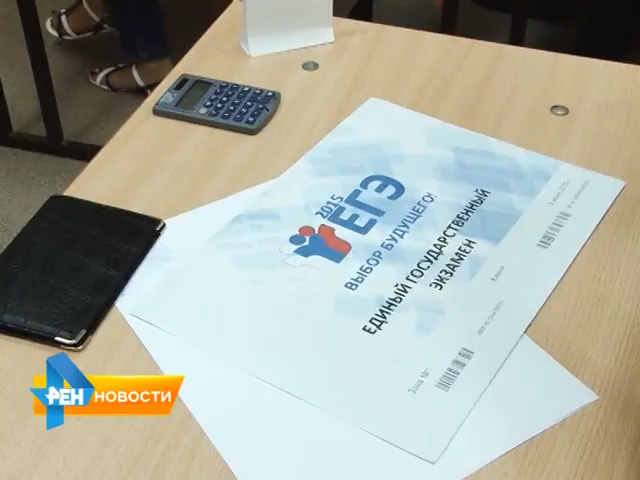 2015
ЕГЭ
ВЫБОР БУДУЩЕГО!
ЕДИНЫЙ ГОСУДАРСТВЕННЫЙ
ЭКЗАМЕН
РЕН НОВОСТИ